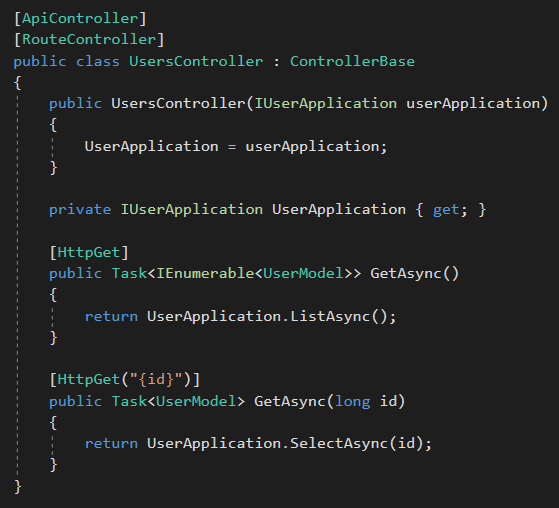 [ApiController]
[RouteController]
public class UsersController : ControllerBase
{
    public UsersController(IUserApplication userApplication)
    {
        UserApplication = userApplication;
    }

    private IUserApplication UserApplication { get; }

    [HttpGet]
    public Task<IEnumerable<UserModel>> GetAsync()
    {
        return UserApplication.ListAsync();
    }

    [HttpGet("{id}")]
    public Task<UserModel> GetAsync(long id)
    {
        return UserApplication.SelectAsync(id);
    }
}